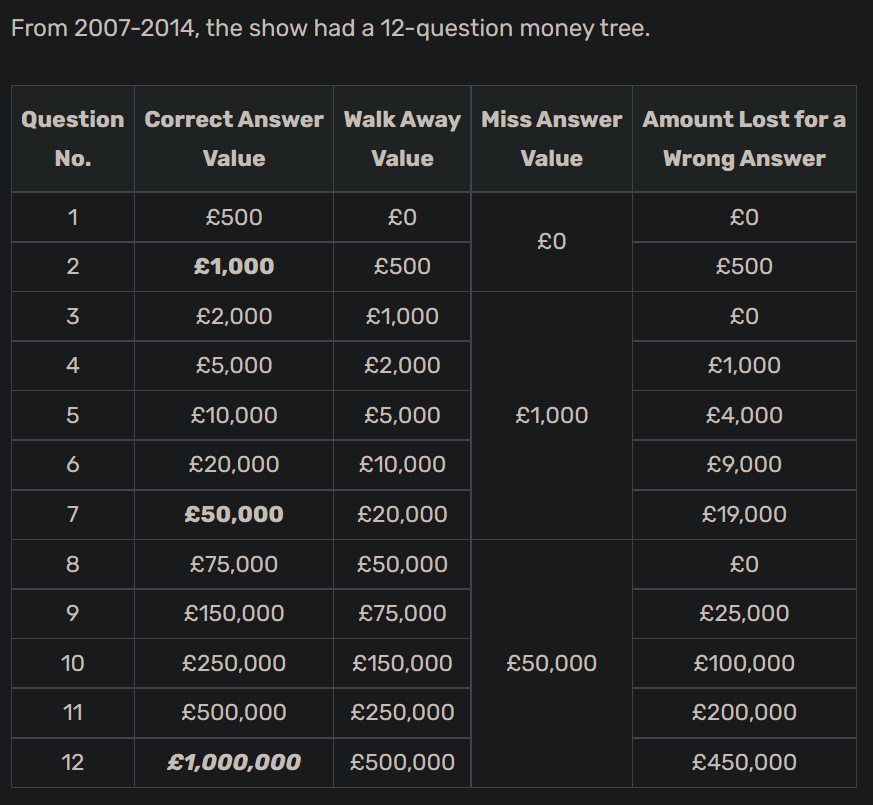 From 2007-2014, the show had a 12-question money tree.
Question No. Correct Answer Value Walk Away Value Miss Answer Value Amount Lost for a Wrong Answer
1 £500 £0 £0 £0
2 £1,000 £500 £500
3 £2,000 £1,000 £1,000 £0
4 £5,000 £2,000 £1,000
5 £10,000 £5,000 £4,000
6 £20,000 £10,000 £9,000
7 £50,000 £20,000 £19,000
8 £75,000 £50,000 £50,000 £0
9 £150,000 £75,000 £25,000
10 £250,000 £150,000 £100,000
11 £500,000 £250,000 £200,000
12 £1,000,000 £500,000 £450,000